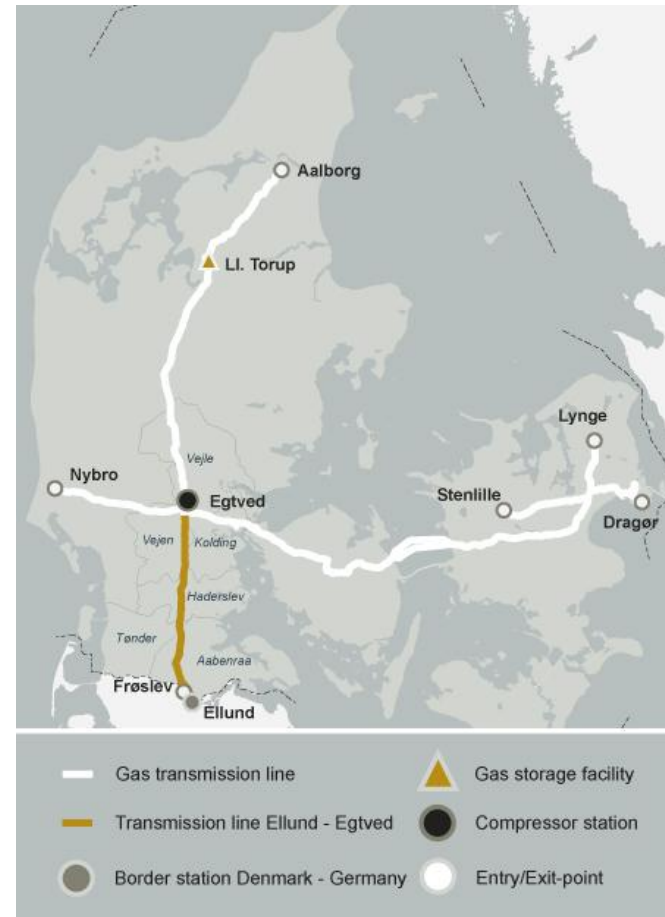 Aalborg
Ll. Torup
Lynge
Vejle
Nybro
Egtved
Stenlille
Dragør
Vejen
Kolding
Haderslev
Tønder
Aabenraa
Frøslev
Ellund
Gas transmission line
Gas storage facility
Transmission line Ellund - Egtved
Compressor station
Border station Denmark - Germany
Entry/Exit-point